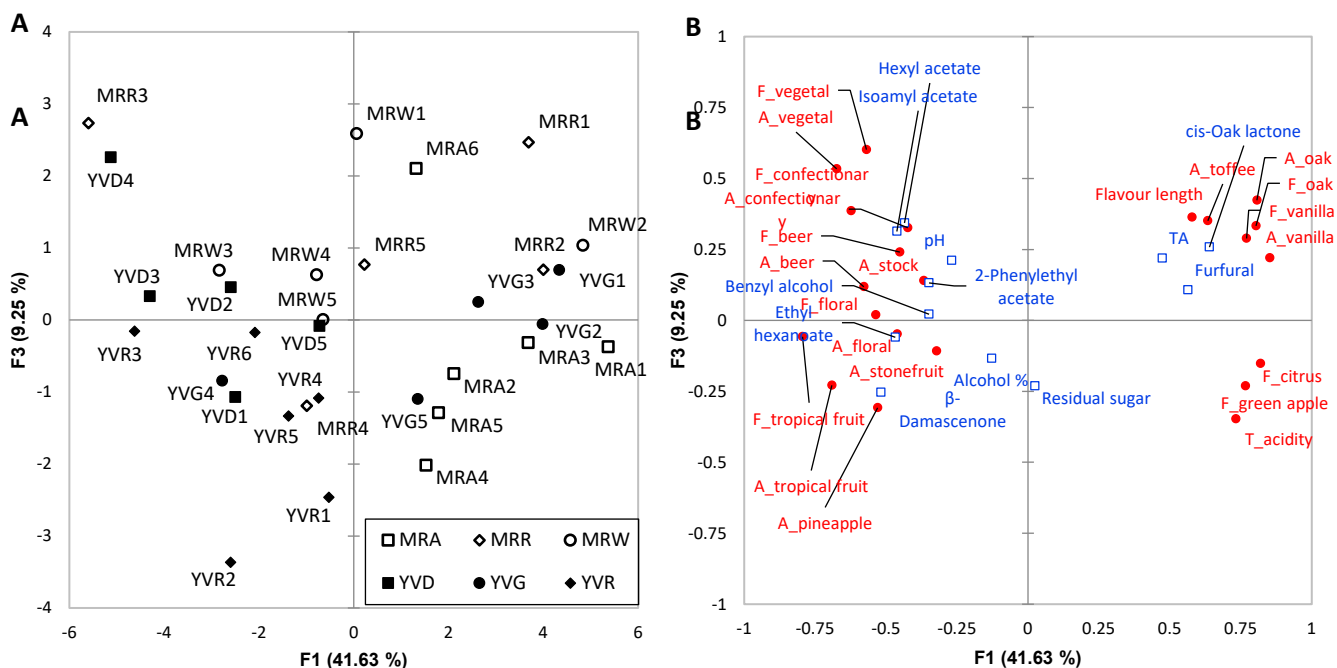 A
B
4
3
2
1
0
-1
-2
-3
-4
F3 (9.25 %)
A
MRR3
YVD4
MRW1
MRA6
MRR1
MRW2
MRR5
MRR2
MRW3
MRW4
YVG3
YVG1
YVD3
YVD2
MRW5
YVG2
YVR3
YVR6
YVD5
MRA3
MRA1
YVG4
YVR4
MRA2
YVD1
YVR5
MRR4
YVG5
MRA5
MRA4
YVR1
YVR2
MRA
MRR
MRW
YVD
YVG
YVR
-6
-4
-2
0
2
4
6
F1 (41.63 %)
1
0.75
0.5
0.25
0
-0.25
-0.5
-0.75
-1
F3 (9.25 %)
B
Hexyl acetate
F_vegetal
Isoamyl acetate
A_vegetal
cis-Oak lactone
F_confectionar
y
A_toffee
A_oak
A_confectionar
y
Flavour length
F_oak
F_beer
pH
F_vanilla
A_beer
A_stock
TA
A_vanilla
Benzyl alcohol
2-Phenylethyl
acetate
Furfural
F_floral
Ethyl
hexanoate
A_floral
A_stonefruit
Alcohol %
F_citrus
β-
Damascenone
Residual sugar
F_green apple
F_tropical fruit
T_acidity
A_tropical fruit
A_pineapple
-1
-0.75
-0.5
-0.25
0
0.25
0.5
0.75
1
F1 (41.63 %)